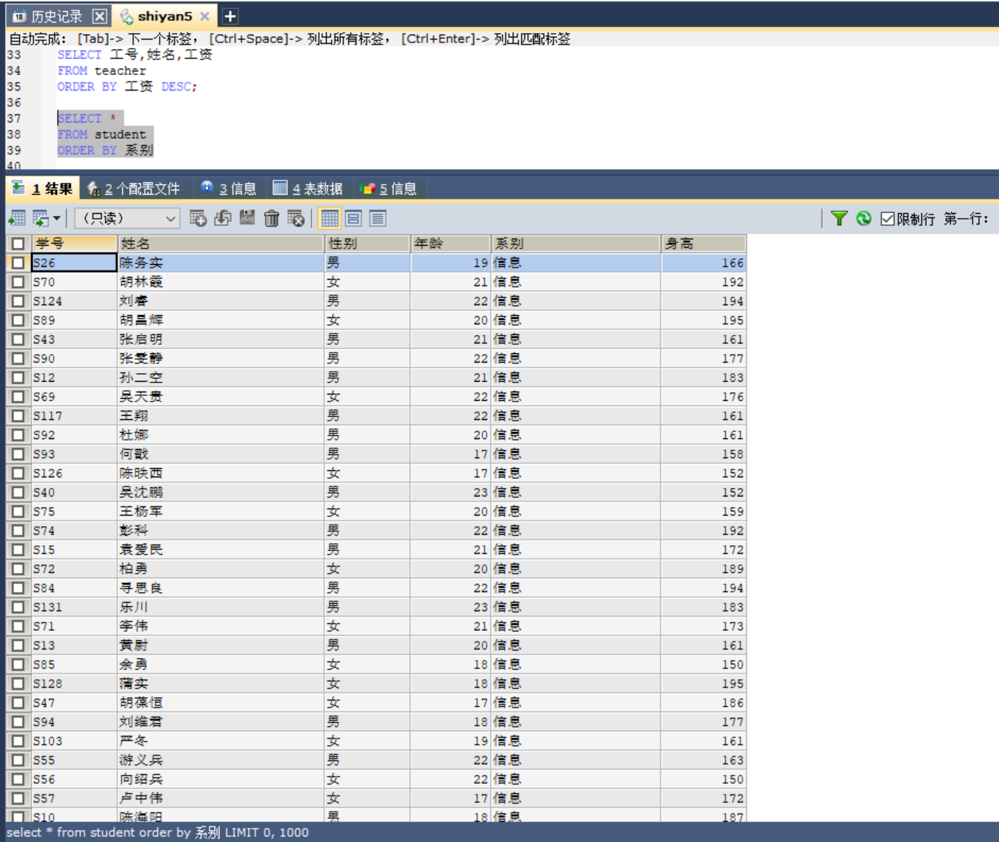 历史记录 shiyan5
自动完成： [Tab]-> 下一个标签， [Ctrl+Space]-> 列出所有标签， [Ctrl+Enter]-> 列出匹配标签
33 SELECT 工号,姓名,工资
34 FROM teacher
35 ORDER BY 工资 DESC;
36
37 SELECT *
38 FROM student
39 ORDER BY 系别
40
1 结果 2 个配置文件 3 信息 4 表数据 5 信息
（只读） 限制行 第一行：
学号 姓名 性别 年龄 系别 身高
S26 陈务实 男 19 信息 166
S70 胡林霞 女 21 信息 192
S124 刘睿 男 22 信息 194
S89 胡昌辉 女 20 信息 195
S43 张启明 男 21 信息 161
S90 张雯静 男 22 信息 177
S12 孙二空 男 21 信息 183
S69 吴天贵 女 22 信息 176
S117 王翔 男 22 信息 161
S92 杜娜 男 20 信息 161
S93 何戬 男 17 信息 158
S126 陈昳西 女 17 信息 152
S40 吴沈鹏 男 23 信息 152
S75 王杨军 女 20 信息 159
S74 彭科 男 22 信息 192
S15 袁爱民 男 21 信息 172
S72 柏勇 女 20 信息 189
S84 寻思良 男 22 信息 194
S131 乐川 男 23 信息 183
S71 李伟 女 21 信息 173
S13 黄尉 男 20 信息 161
S85 余勇 女 18 信息 150
S128 蒲实 女 18 信息 195
S47 胡葆恒 女 17 信息 186
S94 刘维君 男 18 信息 177
S103 严冬 女 19 信息 161
S55 游义兵 男 22 信息 163
S56 向绍兵 女 22 信息 150
S57 卢中伟 女 17 信息 172
S10 陈海阳 男 18 信息 187
select * from student order by 系别 LIMIT 0, 1000